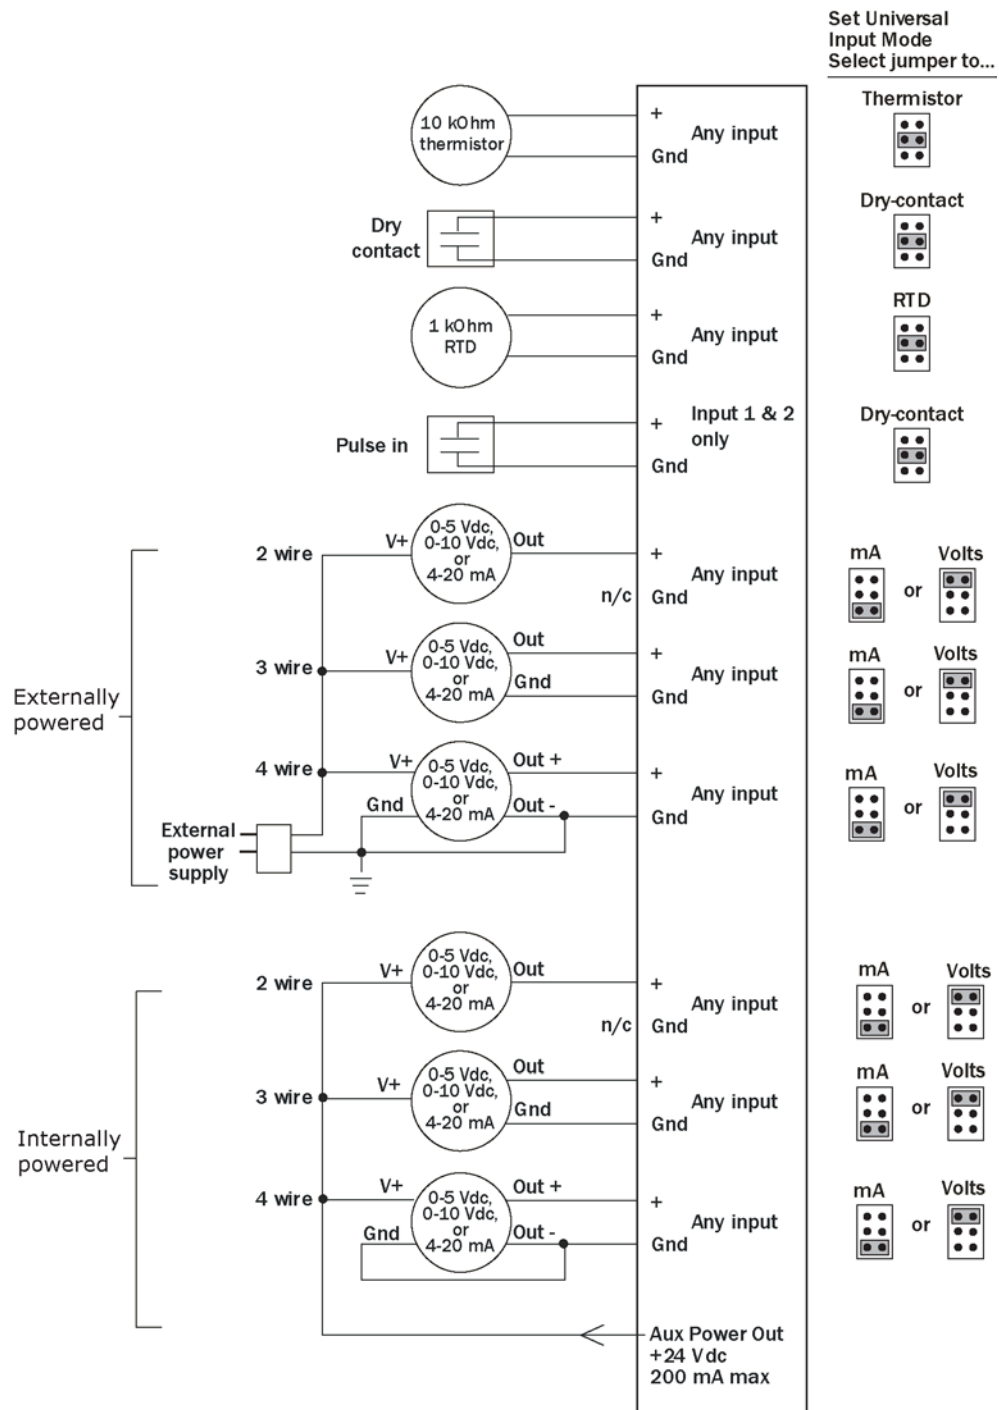 Set Universal
Input Mode
Select jumper to...
Thermistor
10 kOhm
thermistor
+
Any input
Gnd
Dry-contact
Dry
contact
+
Any input
Gnd
RTD
1 kOhm
RTD
+
Any input
Gnd
Dry-contact
Pulse in
+
Input 1 & 2
only
Gnd
Externally
powered
2 wire
V+
0-5 Vdc,
0-10 Vdc,
or
4-20 mA
Out
+
n/c
Gnd
Any input
mA
or
Volts
3 wire
V+
0-5 Vdc,
0-10 Vdc,
or
4-20 mA
Out
Gnd
+
Gnd
Any input
mA
or
Volts
4 wire
V+
Gnd
0-5 Vdc,
0-10 Vdc,
or
4-20 mA
Out +
Out -
+
Gnd
Any input
mA
or
Volts
External
power
supply
Internally
powered
2 wire
V+
0-5 Vdc,
0-10 Vdc,
or
4-20 mA
Out
+
n/c
Gnd
Any input
mA
or
Volts
3 wire
V+
0-5 Vdc,
0-10 Vdc,
or
4-20 mA
Out
Gnd
+
Gnd
Any input
mA
or
Volts
4 wire
V+
Gnd
0-5 Vdc,
0-10 Vdc,
or
4-20 mA
Out +
Out -
+
Gnd
Any input
mA
or
Volts
Aux Power Out
+24 Vdc
200 mA max